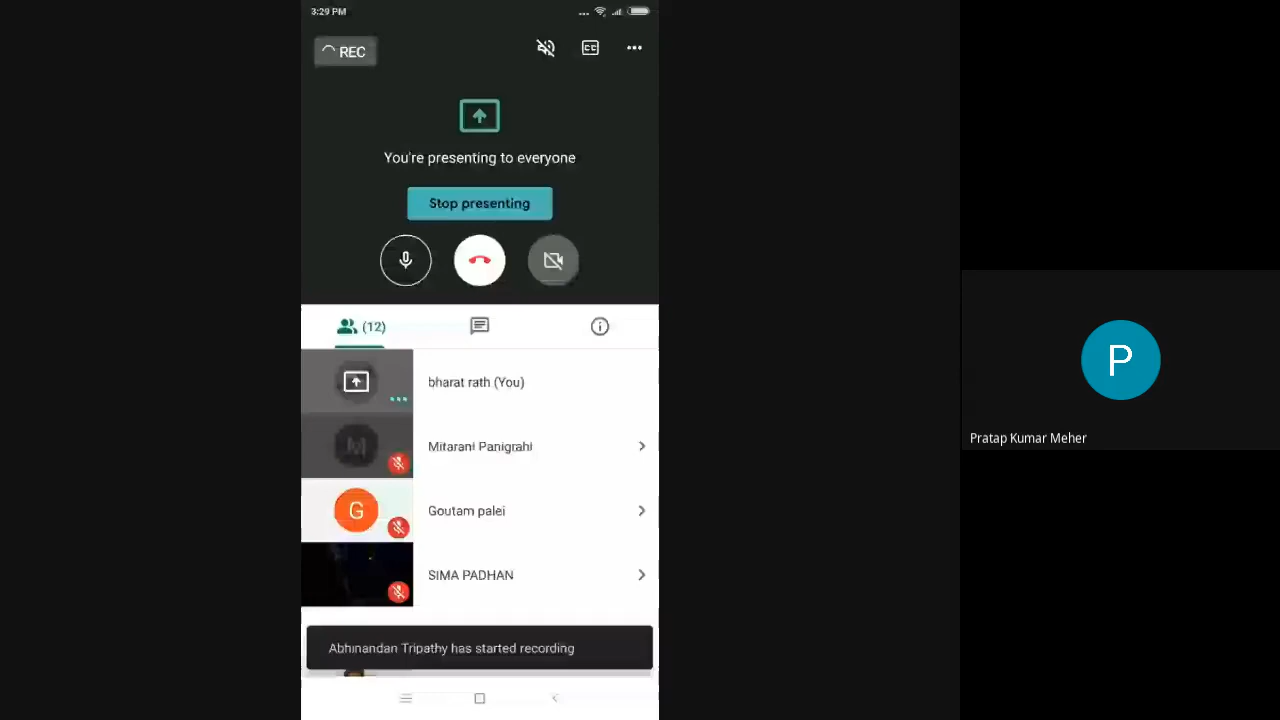 3:29 PM
REC
CC
You're presenting to everyone
Stop presenting
(12)
bharat rath (You)
M
Mitarani Panigrahi
G
Goutam palei
SIMA PADHAN
Abhinandan Tripathy has started recording
P
Pratap Kumar Meher